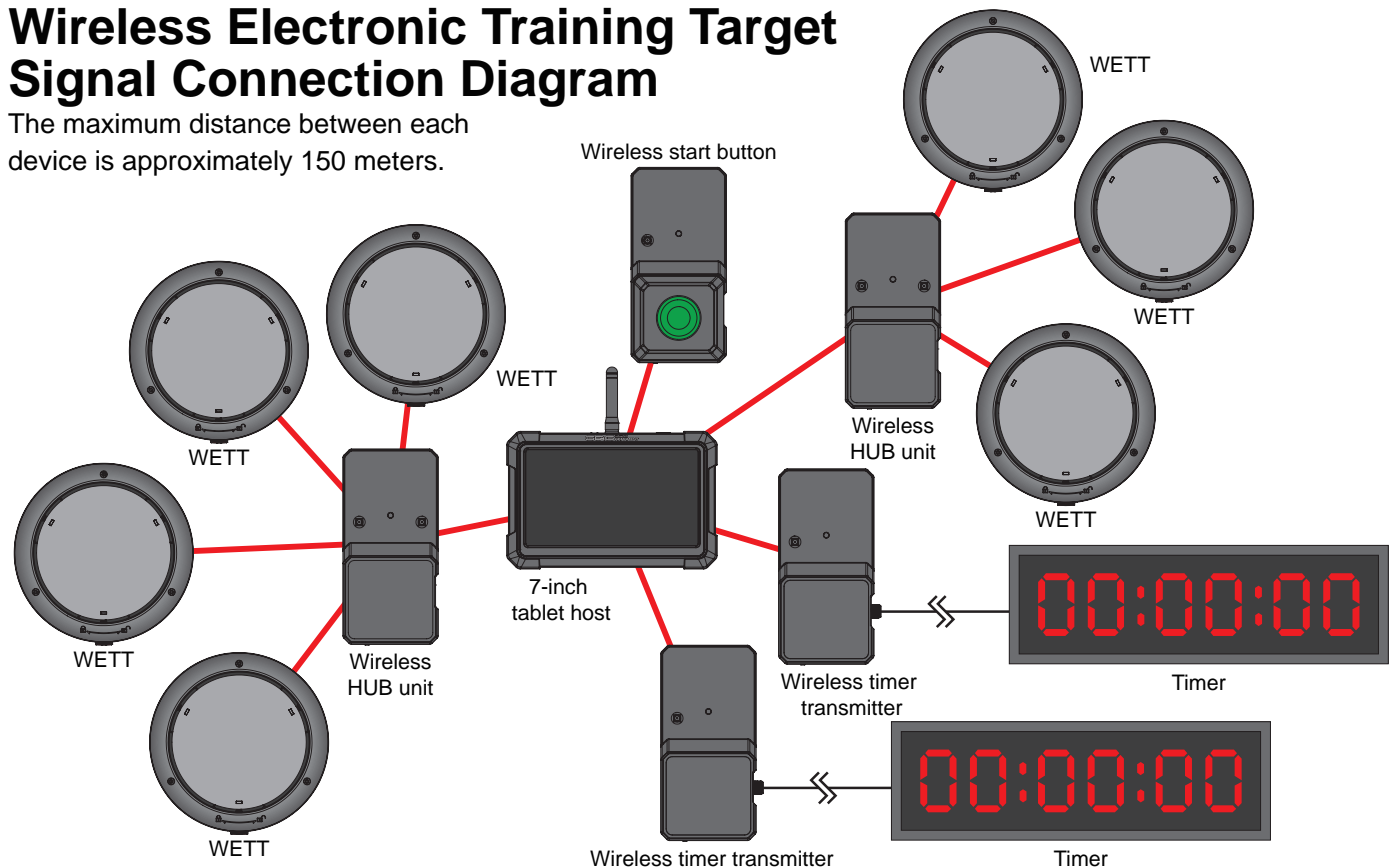 Wireless Electronic Training Target
Signal Connection Diagram
The maximum distance between each
device is approximately 150 meters.
Wireless start button
WETT
WETT
WETT
WETT
WETT
WETT
WETT
Wireless
HUB unit
7-inch
tablet host
Wireless
HUB unit
Wireless timer
transmitter
00:00:00
Timer
Wireless timer transmitter
00:00:00
Timer